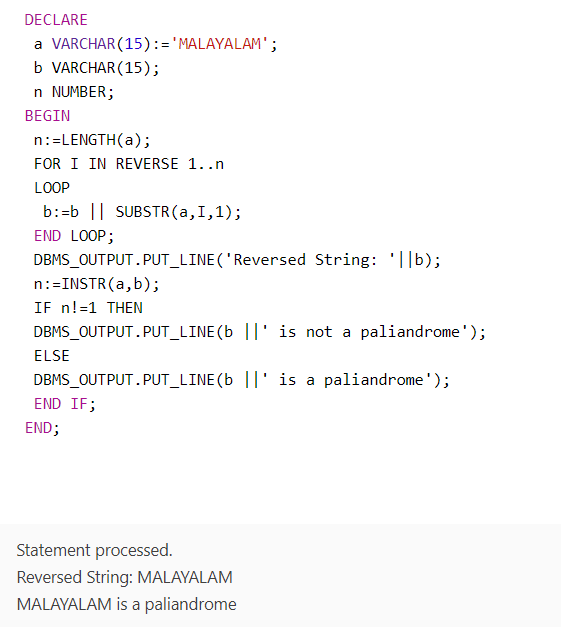 DECLARE
a VARCHAR(15):='MALAYALAM';
b VARCHAR(15);
n NUMBER;
BEGIN
n:=LENGTH(a);
FOR I IN REVERSE 1..n
LOOP
b:=b || SUBSTR(a,I,1);
END LOOP;
DBMS_OUTPUT.PUT_LINE('Reversed String: '||b);
n:=INSTR(a,b);
IF n!=1 THEN
DBMS_OUTPUT.PUT_LINE(b ||' is not a paliandrome');
ELSE
DBMS_OUTPUT.PUT_LINE(b ||' is a paliandrome');
END IF;
END;
Statement processed.
Reversed String: MALAYALAM
MALAYALAM is a paliandrome